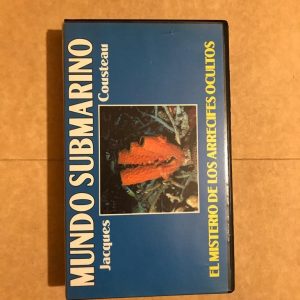 MUNDO SUBMARINO
Jacques Cousteau
EL MISTERIO DE LOS ARRECIFES OCULTOS